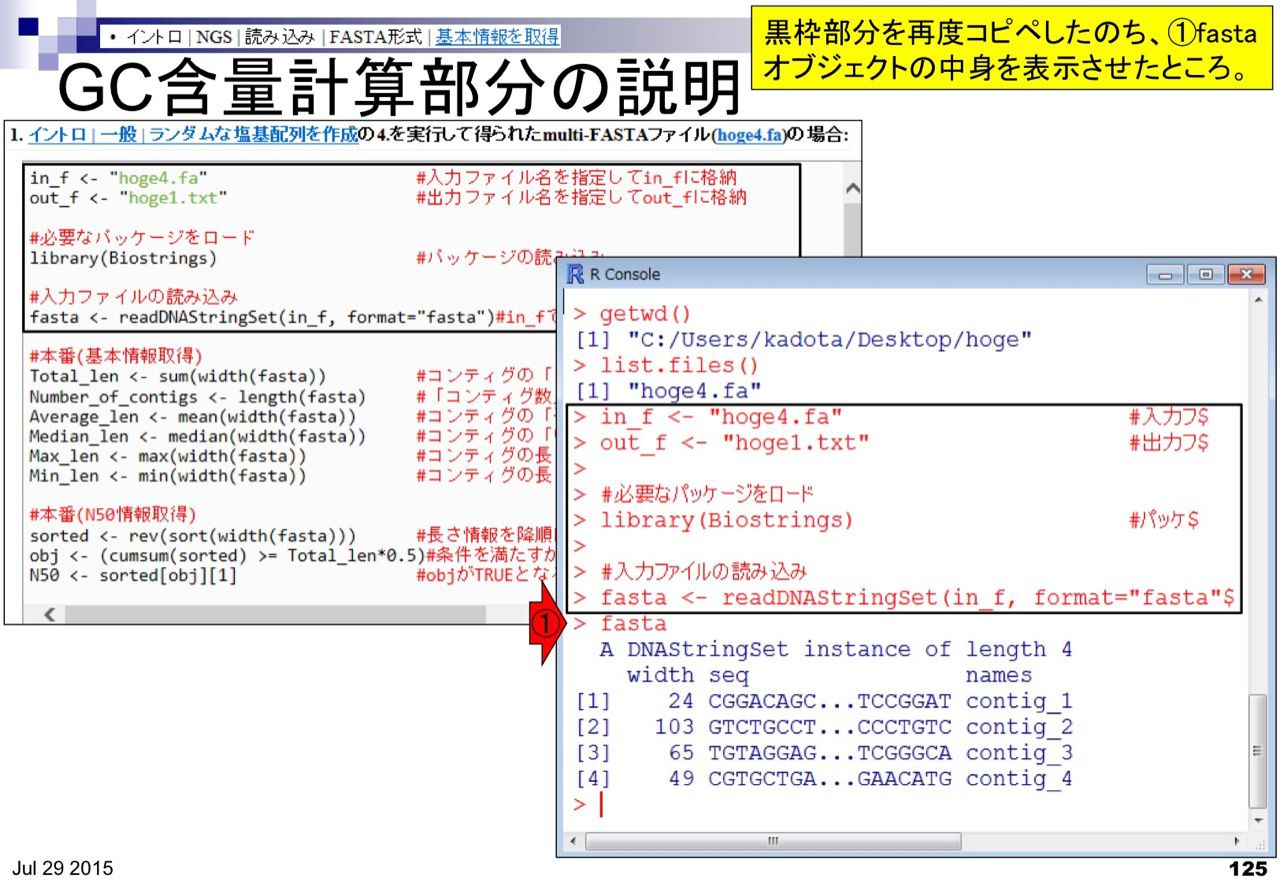 • イントロ | NGS | 読み込み | FASTA形式 | 基本情報を取得
GC含量計算部分の説明
黒枠部分を再度コピペしたのち、①fasta
オブジェクトの中身を表示させたところ。
1. イントロ | 一般 | ランダムな塩基配列を作成の4.を実行して得られたmulti-FASTAファイル(hoge4.fa)の場合:
in_f <- "hoge4.fa" #入力ファイル名を指定してin_fに格納
out_f <- "hoge1.txt" #出力ファイル名を指定してout_fに格納
#必要なパッケージをロード
library(Biostrings) #パッケージの読み込み
#入力ファイルの読み込み
fasta <- readDNAStringSet(in_f, format="fasta")#in_fで
#本番(基本情報取得)
Total_len <- sum(width(fasta)) #コンティグの「
Number_of_contigs <- length(fasta) #「コンティグ数
Average_len <- mean(width(fasta)) #コンティグの「
Median_len <- median(width(fasta)) #コンティグの「
Max_len <- max(width(fasta)) #コンティグの長
Min_len <- min(width(fasta)) #コンティグの長
#本番(N50情報取得)
sorted <- rev(sort(width(fasta))) #長さ情報を降順
obj <- (cumsum(sorted) >= Total_len*0.5)#条件を満たすか
N50 <- sorted[obj][1] #objがTRUEとな
R Console
> getwd()
[1] "C:/Users/kadota/Desktop/hoge"
> list.files()
[1] "hoge4.fa"
> in_f <- "hoge4.fa" #入力フ$
> out_f <- "hoge1.txt" #出力フ$
>
> #必要なパッケージをロード
> library(Biostrings) #パッケ$
>
> #入力ファイルの読み込み
> fasta <- readDNAStringSet(in_f, format="fasta"$
① > fasta
A DNAStringSet instance of length 4
width seq names
[1] 24 CGGACAGC...TCCGGAT contig_1
[2] 103 GTCTGCCT...CCCTGTC contig_2
[3] 65 TGTAGGAG...TCGGGCA contig_3
[4] 49 CGTGCTGA...GAACATG contig_4
>
Jul 29 2015
125